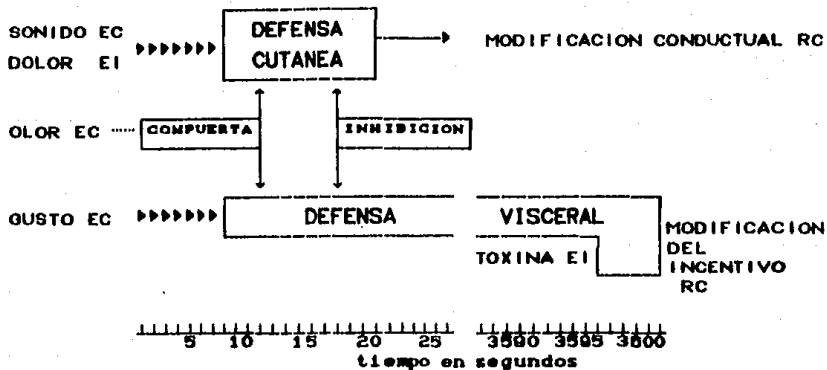 SONIDO EC
DOLOR EI
DEFENSA
CUTANEA
MODIFICACION CONDUCTUAL RC
OLOR EC
COMPUERTA
INHIBICION
GUSTO EC
DEFENSA
VISCERAL
TOXINA EI
MODIFICACION
DEL
INCENTIVO
RC
5 10 15 20 25 3590 3595 3600
tiempo en segundos